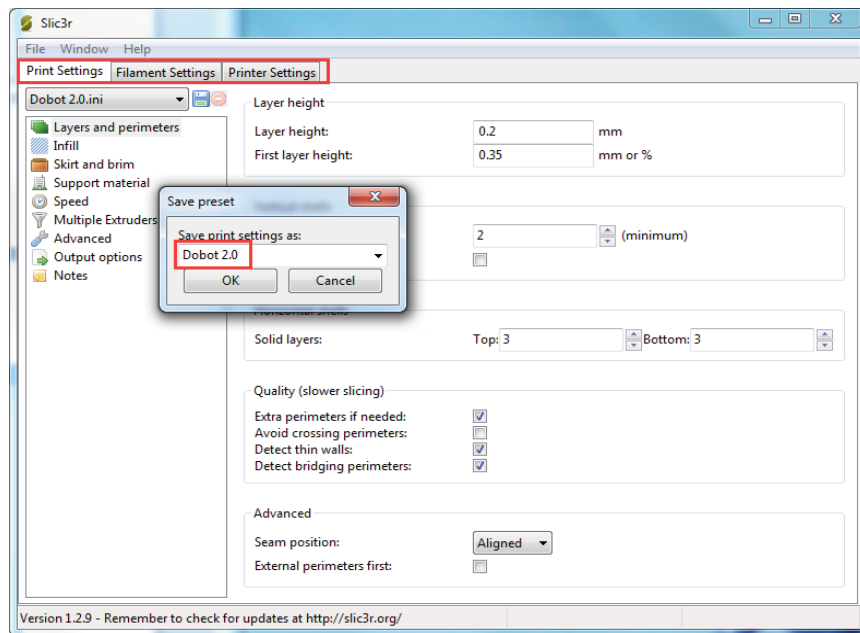 Slic3r
File Window Help
Print Settings Filament Settings Printer Settings
Dobot 2.0.ini
Layers and perimeters
Infill
Skirt and brim
Support material
Speed
Multiple Extruders
Advanced
Output options
Notes
Layer height
Layer height: 0.2 mm
First layer height: 0.35 mm or %
Save preset
Save print settings as:
Dobot 2.0
OK Cancel
2 (minimum)
Horizontal shells
Solid layers: Top: 3 Bottom: 3
Quality (slower slicing)
Extra perimeters if needed:
Avoid crossing perimeters:
Detect thin walls:
Detect bridging perimeters:
Advanced
Seam position: Aligned
External perimeters first:
Version 1.2.9 - Remember to check for updates at http://slic3r.org/